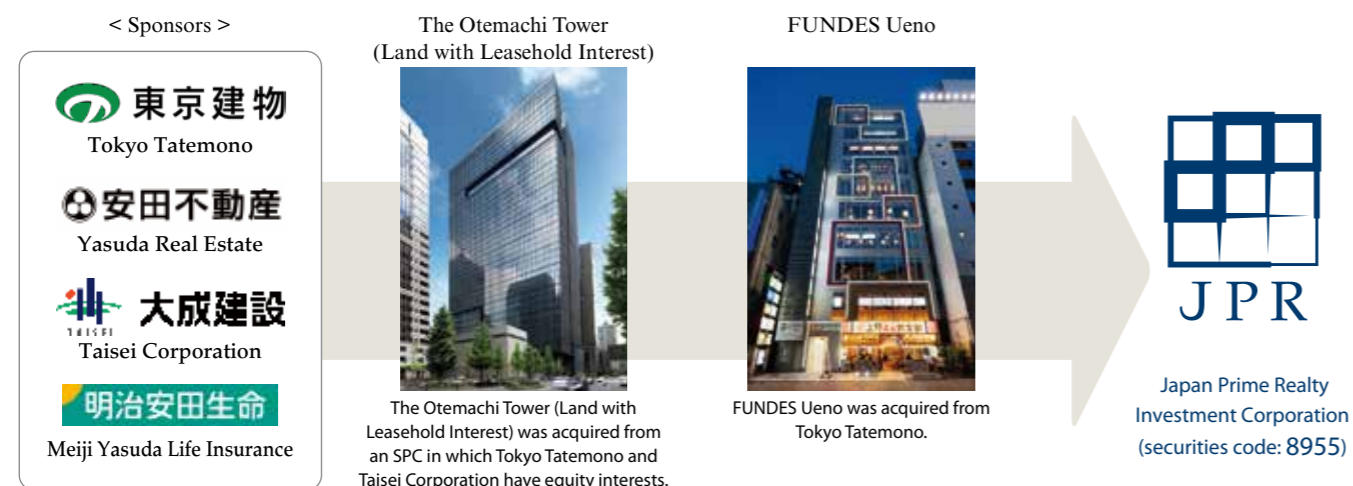 < Sponsors >
東京建物
Tokyo Tatemono
安田不動産
Yasuda Real Estate
TAISEI
大成建設
Taisei Corporation
明治安田生命
Meiji Yasuda Life Insurance
The Otemachi Tower
(Land with Leasehold Interest)
The Otemachi Tower (Land with
Leasehold Interest) was acquired from
an SPC in which Tokyo Tatemono and
Taisei Corporation have equity interests.
FUNDES Ueno
FUNDES Ueno was acquired from
Tokyo Tatemono.
JPR
Japan Prime Realty
Investment Corporation
(securities code: 8955)